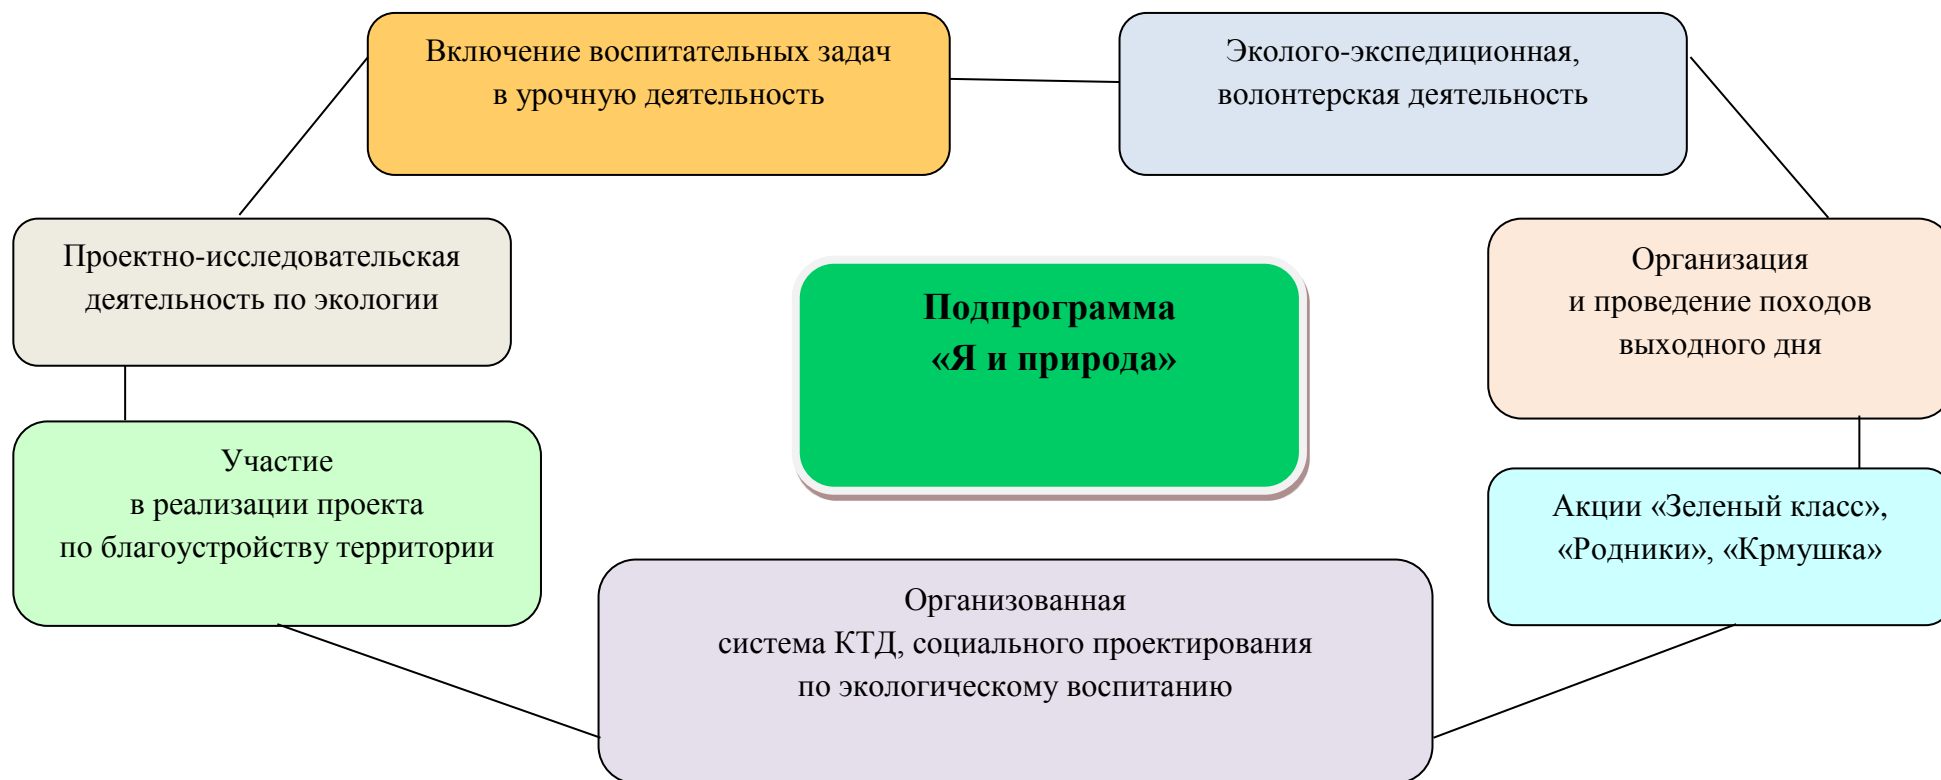 Включение воспитательных задач
в урочную деятельность
Эколого-экспедиционная,
волонтерская деятельность
Проектно-исследовательская
деятельность по экологии
Подпрограмма
«Я и природа»
Организация
и проведение походов
выходного дня
Участие
в реализации проекта
по благоустройству территории
Акции «Зеленый класс»,
«Родники», «Крмушка»
Организованная
система КТД, социального проектирования
по экологическому воспитанию